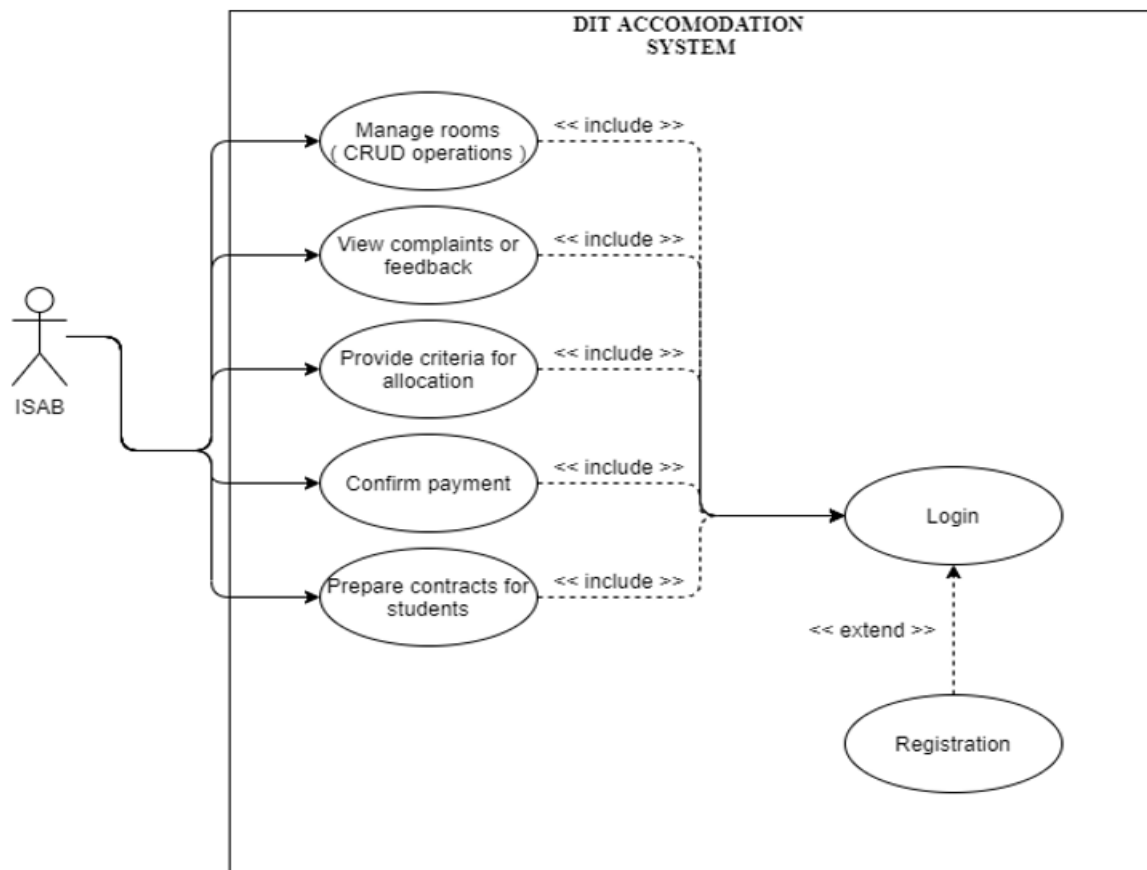 DIT ACCOMODATION
SYSTEM
Manage rooms
( CRUD operations )
<< include >>
View complaints or
feedback
<< include >>
Provide criteria for
allocation
<< include >>
ISAB
Confirm payment
<< include >>
Login
Prepare contracts for
students
<< include >>
<< extend >>
Registration